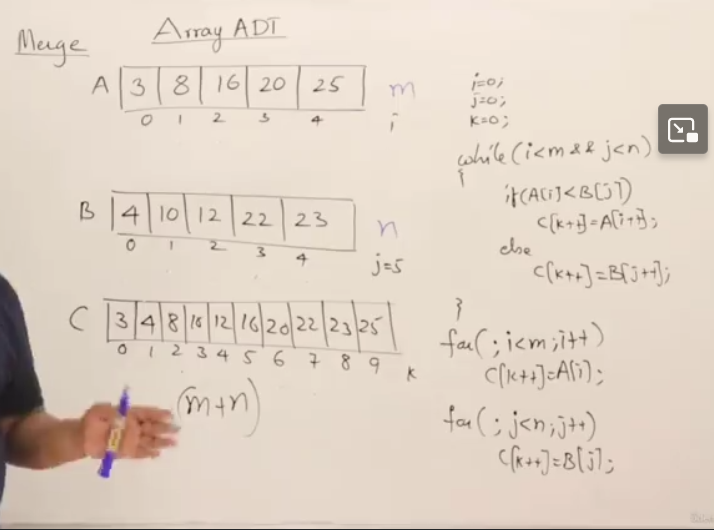 Merge
Array ADT
A 3 8 16 20 25 m
0 1 2 3 4 i
B 4 10 12 22 23 n
0 1 2 3 4 j=5
C 3 4 8 10 12 16 20 22 23 25
0 1 2 3 4 5 6 7 8 9 k
(m+n)
i=0;
j=0;
k=0;
while(i<m && j<n)
{
if(A[i]<B[j])
C[k++]=A[i++];
else
C[k++]=B[j++];
}
for(;i<m;i++)
C[k++]=A[i];
for(;j<n;j++)
C[k++]=B[j];